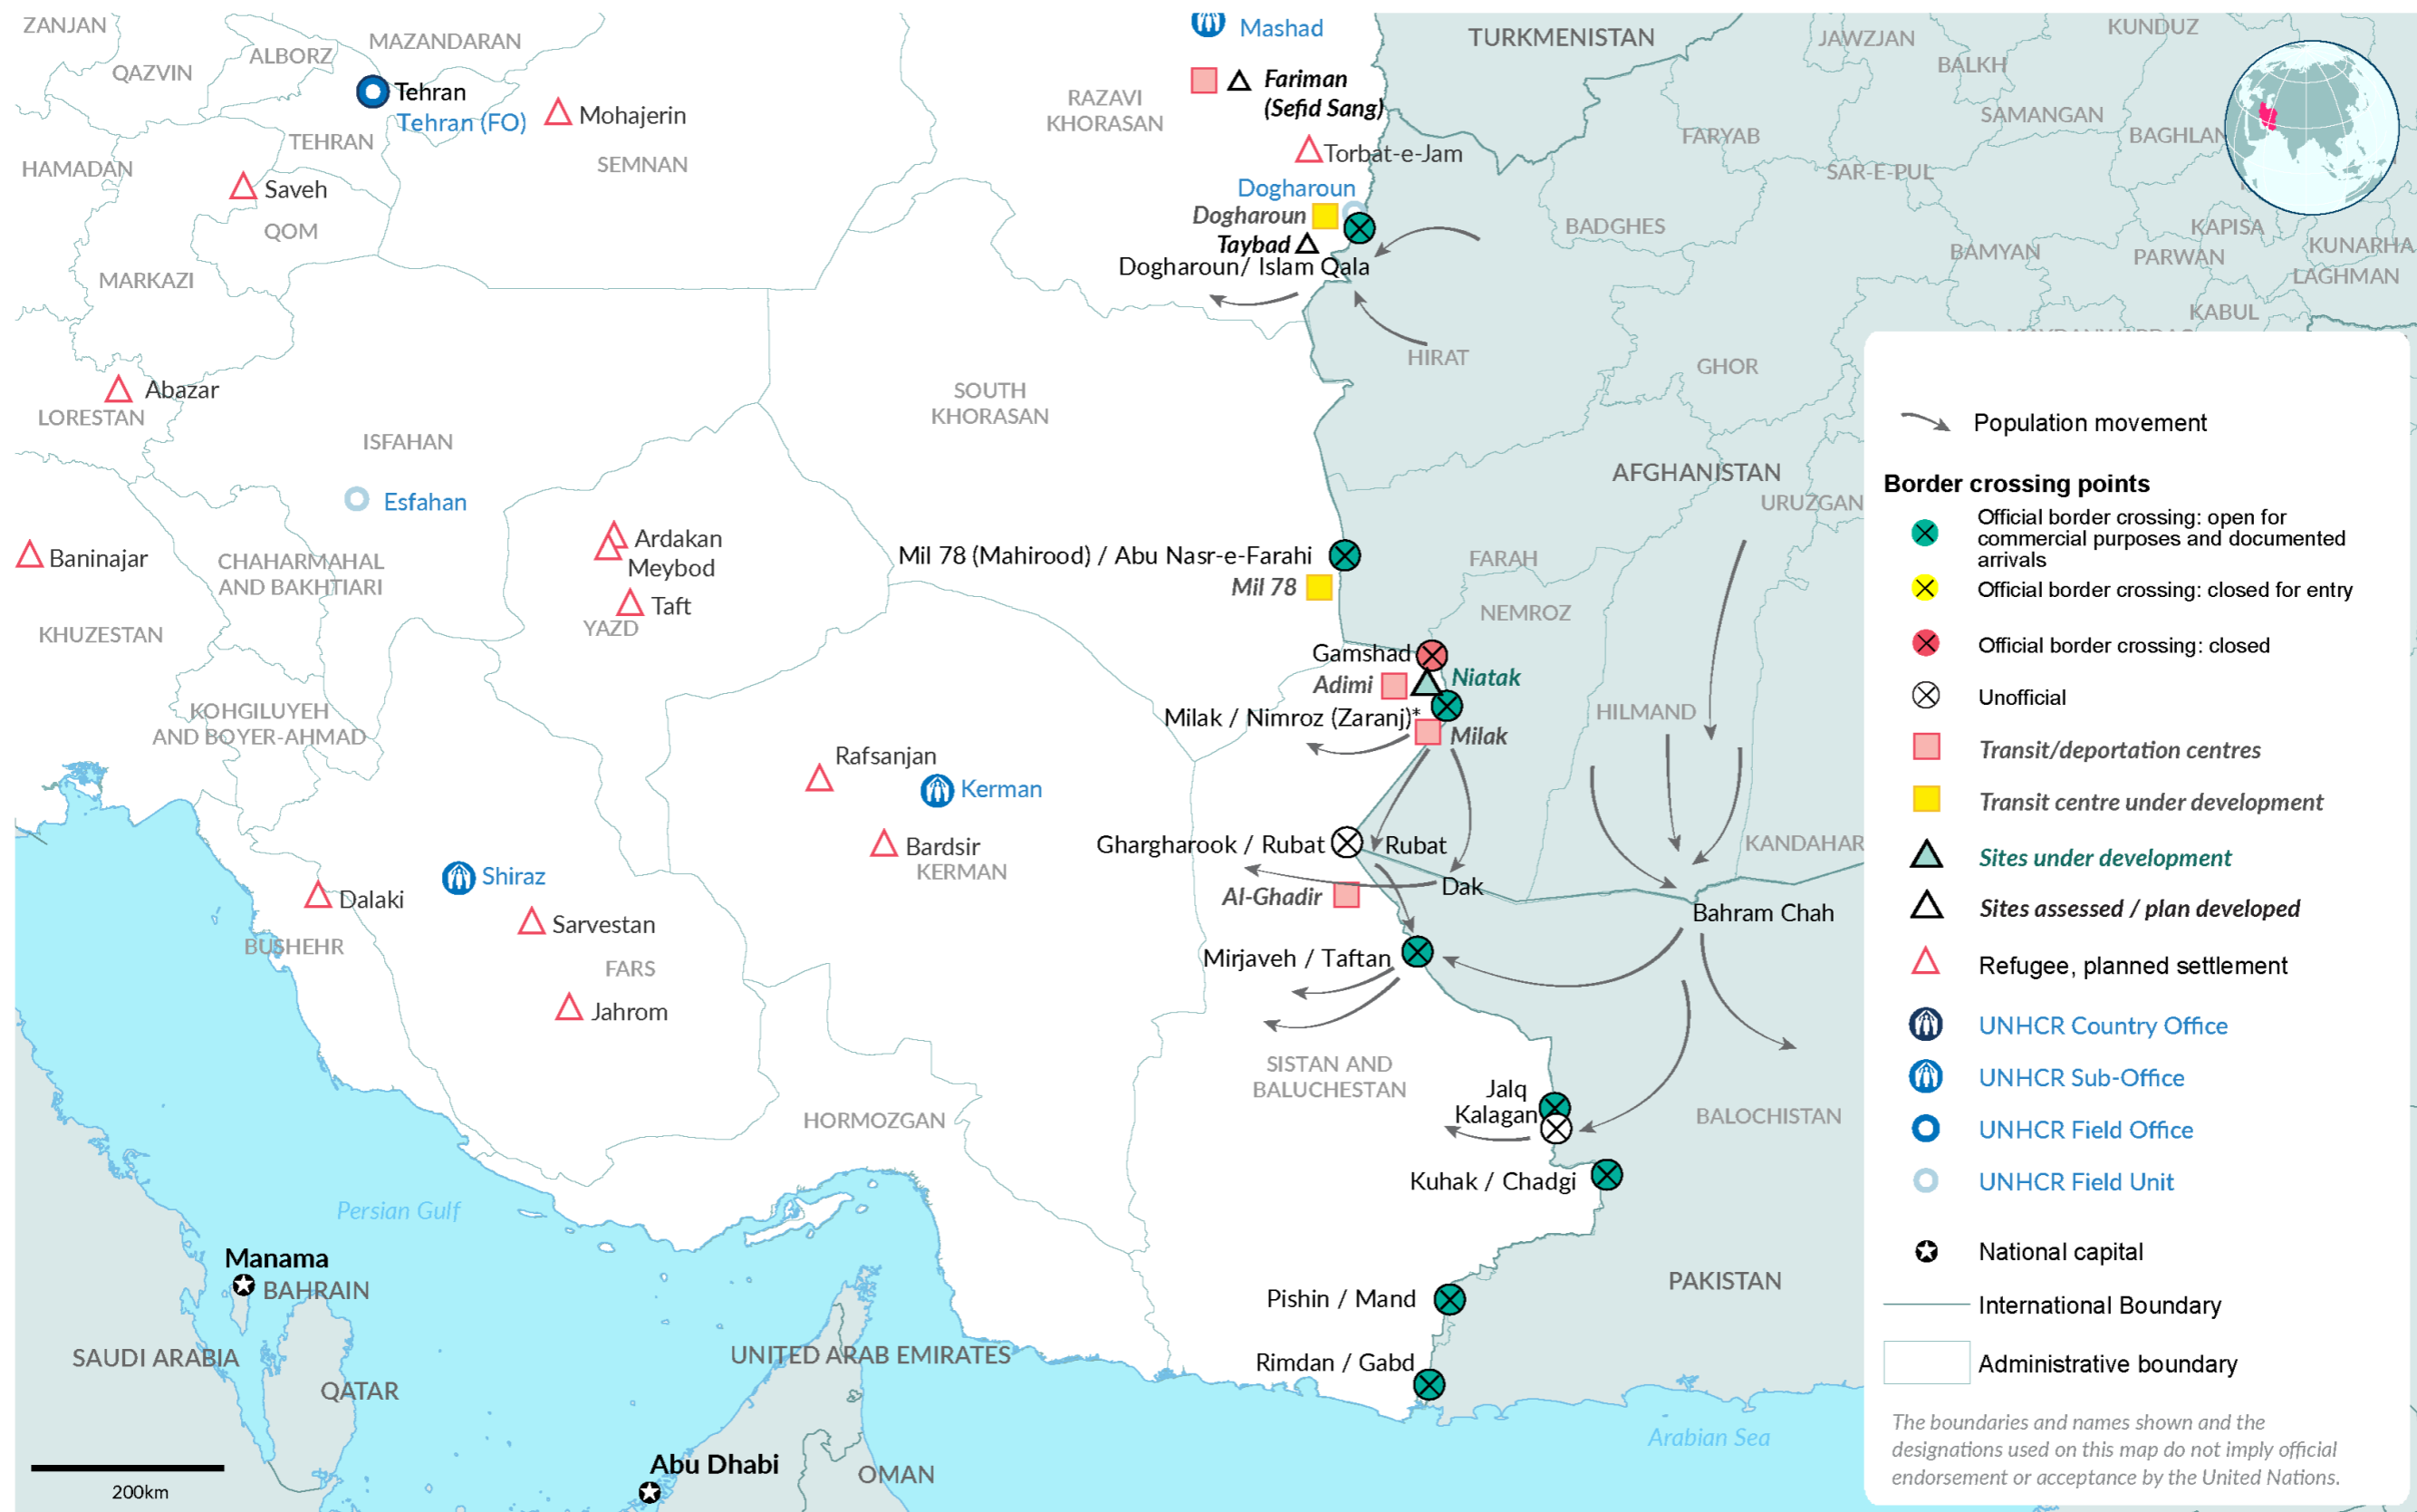 ZANJAN
MAZANDARAN
ALBORZ
QAZVIN
Tehran
Tehran (FO)
Mohajerin
TEHRAN
SEMNAN
HAMADAN
Saveh
QOM
MARKAZI
Mashad
Fariman
(Sefid Sang)
RAZAVI
KHORASAN
Torbat-e-Jam
Dogharoun
Dogharoun
Taybad
Dogharoun/ Islam Qala
TURKMENISTAN
JAWZJAN
KUNDUZ
BALKH
SAMANGAN
FARYAB
BAGHLAN
SAR-E-PUL
BADGHES
KAPISA
BAMYAN
PARWAN
KUNARHA
LAGHMAN
KABUL
HIRAT
GHOR
Abazar
LORESTAN
ISFAHAN
SOUTH
KHORASAN
Esfahan
AFGHANISTAN
URUZGAN
Baninajar
CHAHARMAHAL
AND BAKHTIARI
Ardakan
Meybod
Taft
YAZD
KHUZESTAN
Mil 78 (Mahirood) / Abu Nasr-e-Farahi
Mil 78
FARAH
NEMROZ
Gamshad
Adimi
Niatak
Milak / Nimroz (Zaranj)*
Milak
HILMAND
KOHGILUYEH
AND BOYER-AHMAD
Rafsanjan
Kerman
Bardsir
KERMAN
Ghargharook / Rubat
Rubat
Dak
Al-Ghadir
KANDAHAR
Bahram Chah
Shiraz
Dalaki
Sarvestan
BUSHEHR
FARS
Jahrom
Mirjaveh / Taftan
SISTAN AND
BALUCHESTAN
Jalq
Kalagan
BALOCHISTAN
HORMOZGAN
Kuhak / Chadgi
Persian Gulf
Manama
BAHRAIN
PAKISTAN
Pishin / Mand
SAUDI ARABIA
QATAR
UNITED ARAB EMIRATES
Rimdan / Gabd
Arabian Sea
Abu Dhabi
OMAN
200km
Population movement
Border crossing points
Official border crossing: open for
commercial purposes and documented
arrivals
Official border crossing: closed for entry
Official border crossing: closed
Unofficial
Transit/deportation centres
Transit centre under development
Sites under development
Sites assessed / plan developed
Refugee, planned settlement
UNHCR Country Office
UNHCR Sub-Office
UNHCR Field Office
UNHCR Field Unit
National capital
International Boundary
Administrative boundary
The boundaries and names shown and the
designations used on this map do not imply official
endorsement or acceptance by the United Nations.